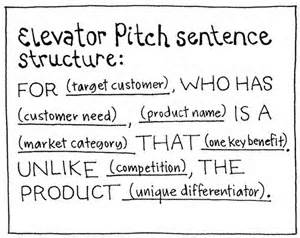 Elevator Pitch sentence
structure:
FOR (target customer), WHO HAS
(customer need), (product name) IS A
(market category) THAT (one key benefit).
UNLIKE (competition), THE
PRODUCT (unique differentiator).